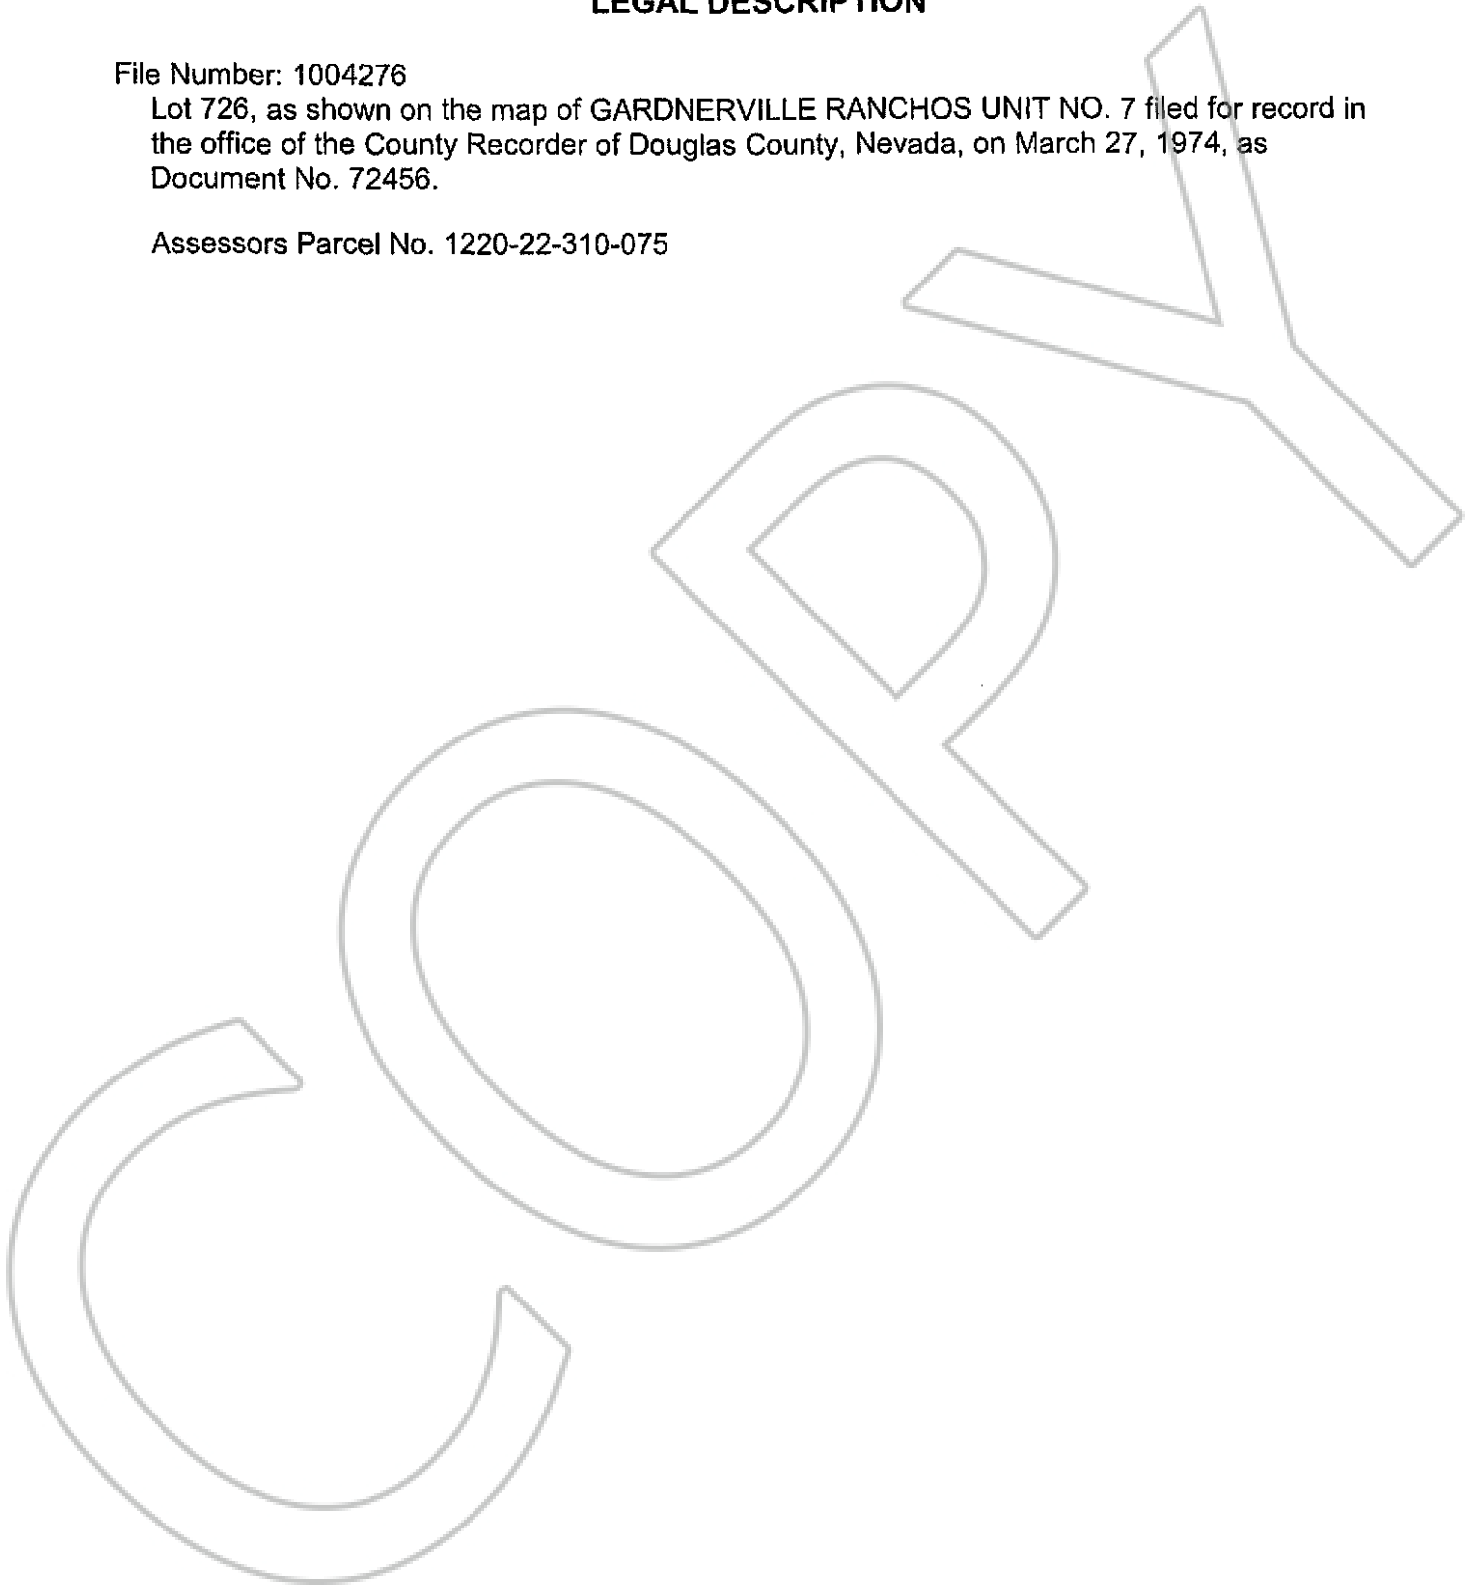 LEGAL DESCRIPTION
File Number: 1004276
Lot 726, as shown on the map of GARDNERVILLE RANCHOS UNIT NO. 7 filed for record in
the office of the County Recorder of Douglas County, Nevada, on March 27, 1974, as
Document No. 72456.
Assessors Parcel No. 1220-22-310-075
COPY